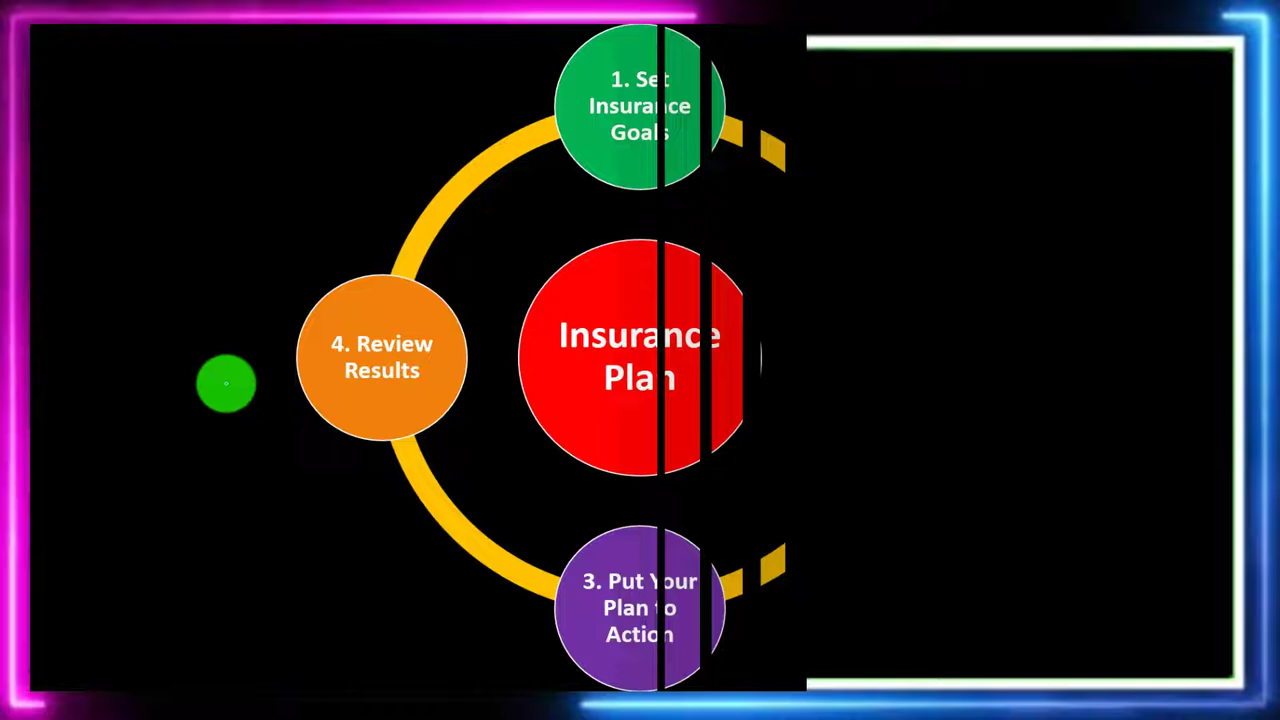 1. Set
Insurance
Goals
Insurance
Plan
4. Review
Results
3. Put Your
Plan to
Action